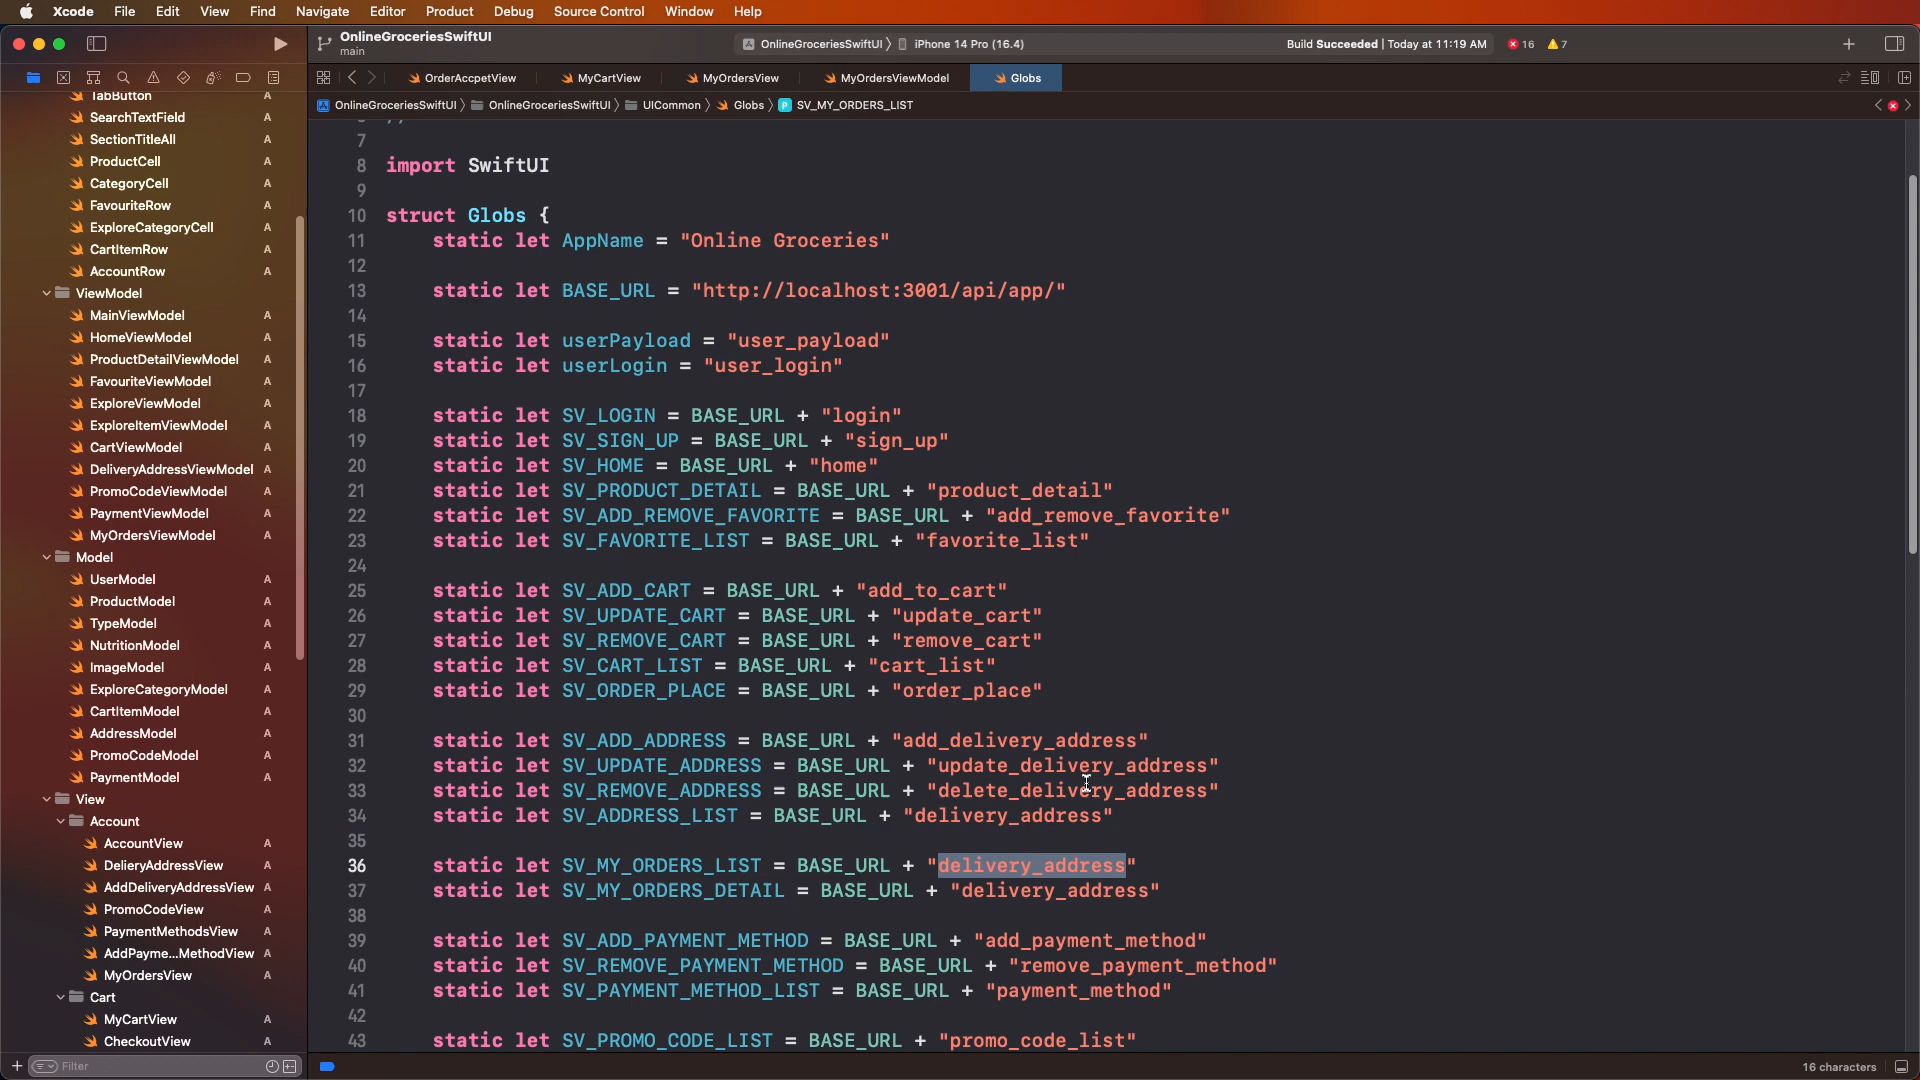 Xcode File Edit View Find Navigate Editor Product Debug Source Control Window Help
OnlineGroceriesSwiftUI
main
OnlineGroceriesSwiftUI iPhone 14 Pro (16.4)
Build Succeeded | Today at 11:19 AM 16 7
OrderAccpetView MyCartView MyOrdersView MyOrdersViewModel Globs
OnlineGroceriesSwiftUI OnlineGroceriesSwiftUI UICommon Globs P SV_MY_ORDERS_LIST
TabButton A
SearchTextField A
SectionTitleAll A
ProductCell A
CategoryCell A
FavouriteRow A
ExploreCategoryCell A
CartItemRow A
AccountRow A
ViewModel
MainViewModel A
HomeViewModel A
ProductDetailViewModel A
FavouriteViewModel A
ExploreViewModel A
ExploreItemViewModel A
CartViewModel A
DeliveryAddressViewModel A
PromoCodeViewModel A
PaymentViewModel A
MyOrdersViewModel A
Model
UserModel A
ProductModel A
TypeModel A
NutritionModel A
ImageModel A
ExploreCategoryModel A
CartItemModel A
AddressModel A
PromoCodeModel A
PaymentModel A
View
Account
AccountView A
DelieryAddressView A
AddDeliveryAddressView A
PromoCodeView A
PaymentMethodsView A
AddPayme...MethodView A
MyOrdersView A
Cart
MyCartView A
CheckoutView A
Filter
7
8 import SwiftUI
9
10 struct Globs {
11 static let AppName = "Online Groceries"
12
13 static let BASE_URL = "http://localhost:3001/api/app/"
14
15 static let userPayload = "user_payload"
16 static let userLogin = "user_login"
17
18 static let SV_LOGIN = BASE_URL + "login"
19 static let SV_SIGN_UP = BASE_URL + "sign_up"
20 static let SV_HOME = BASE_URL + "home"
21 static let SV_PRODUCT_DETAIL = BASE_URL + "product_detail"
22 static let SV_ADD_REMOVE_FAVORITE = BASE_URL + "add_remove_favorite"
23 static let SV_FAVORITE_LIST = BASE_URL + "favorite_list"
24
25 static let SV_ADD_CART = BASE_URL + "add_to_cart"
26 static let SV_UPDATE_CART = BASE_URL + "update_cart"
27 static let SV_REMOVE_CART = BASE_URL + "remove_cart"
28 static let SV_CART_LIST = BASE_URL + "cart_list"
29 static let SV_ORDER_PLACE = BASE_URL + "order_place"
30
31 static let SV_ADD_ADDRESS = BASE_URL + "add_delivery_address"
32 static let SV_UPDATE_ADDRESS = BASE_URL + "update_delivery_address"
33 static let SV_REMOVE_ADDRESS = BASE_URL + "delete_delivery_address"
34 static let SV_ADDRESS_LIST = BASE_URL + "delivery_address"
35
36 static let SV_MY_ORDERS_LIST = BASE_URL + "delivery_address"
37 static let SV_MY_ORDERS_DETAIL = BASE_URL + "delivery_address"
38
39 static let SV_ADD_PAYMENT_METHOD = BASE_URL + "add_payment_method"
40 static let SV_REMOVE_PAYMENT_METHOD = BASE_URL + "remove_payment_method"
41 static let SV_PAYMENT_METHOD_LIST = BASE_URL + "payment_method"
42
43 static let SV_PROMO_CODE_LIST = BASE_URL + "promo_code_list"
16 characters